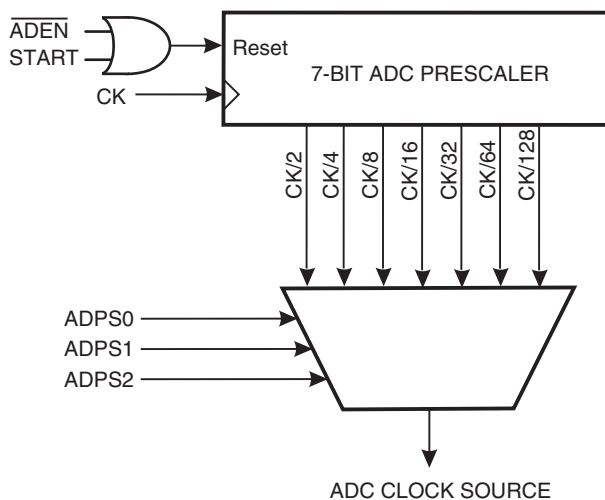 ADEN
START
Reset
7-BIT ADC PRESCALER
CK
CK/2
CK/4
CK/8
CK/16
CK/32
CK/64
CK/128
ADPS0
ADPS1
ADPS2
ADC CLOCK SOURCE